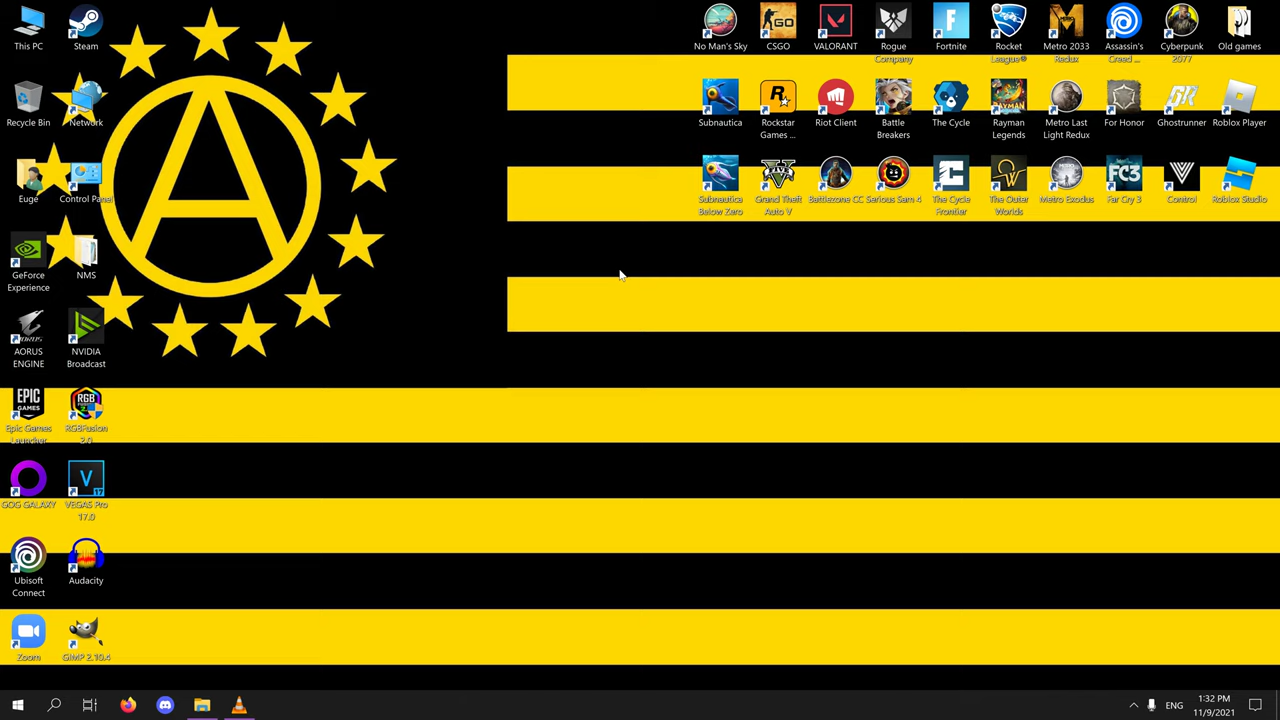 This PC
Steam
No Man's Sky
CSGO
VALORANT
Rogue
Company
Fortnite
Rocket
League®
Metro 2033
Redux
Assassin's
Creed ...
Cyberpunk
2077
Old games
Recycle Bin
Network
Subnautica
Rockstar
Games ...
Riot Client
Battle
Breakers
The Cycle
Rayman
Legends
Metro Last
Light Redux
For Honor
Ghostrunner
Roblox Player
Euge
Control Panel
Subnautica
Below Zero
Grand Theft
Auto V
Battlezone CC
Serious Sam 4
The Cycle
Frontier
The Outer
Worlds
Metro Exodus
Far Cry 3
Control
Roblox Studio
GeForce
Experience
NMS
AORUS
ENGINE
NVIDIA
Broadcast
Epic Games
Launcher
RGBFusion
2.0
GOG GALAXY
VEGAS Pro
17.0
Ubisoft
Connect
Audacity
Zoom
GIMP 2.10.4
ENG
1:32 PM
11/9/2021